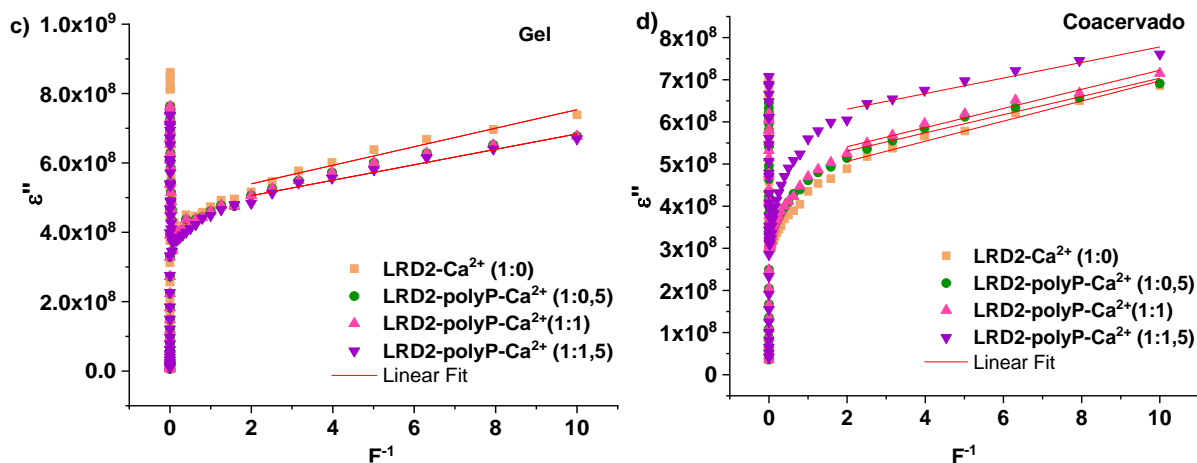 c)
Gel
1.0x10⁹
8.0x10⁸
6.0x10⁸
4.0x10⁸
2.0x10⁸
0.0
ε''
LRD2-Ca²⁺ (1:0)
LRD2-polyP-Ca²⁺ (1:0,5)
LRD2-polyP-Ca²⁺(1:1)
LRD2-polyP-Ca²⁺ (1:1,5)
Linear Fit
0 2 4 6 8 10
F⁻¹
d)
Coacervado
8x10⁸
7x10⁸
6x10⁸
5x10⁸
4x10⁸
3x10⁸
2x10⁸
1x10⁸
0
ε''
LRD2-Ca²⁺ (1:0)
LRD2-polyP-Ca²⁺ (1:0,5)
LRD2-polyP-Ca²⁺(1:1)
LRD2-polyP-Ca²⁺ (1:1,5)
Linear Fit
0 2 4 6 8 10
F⁻¹